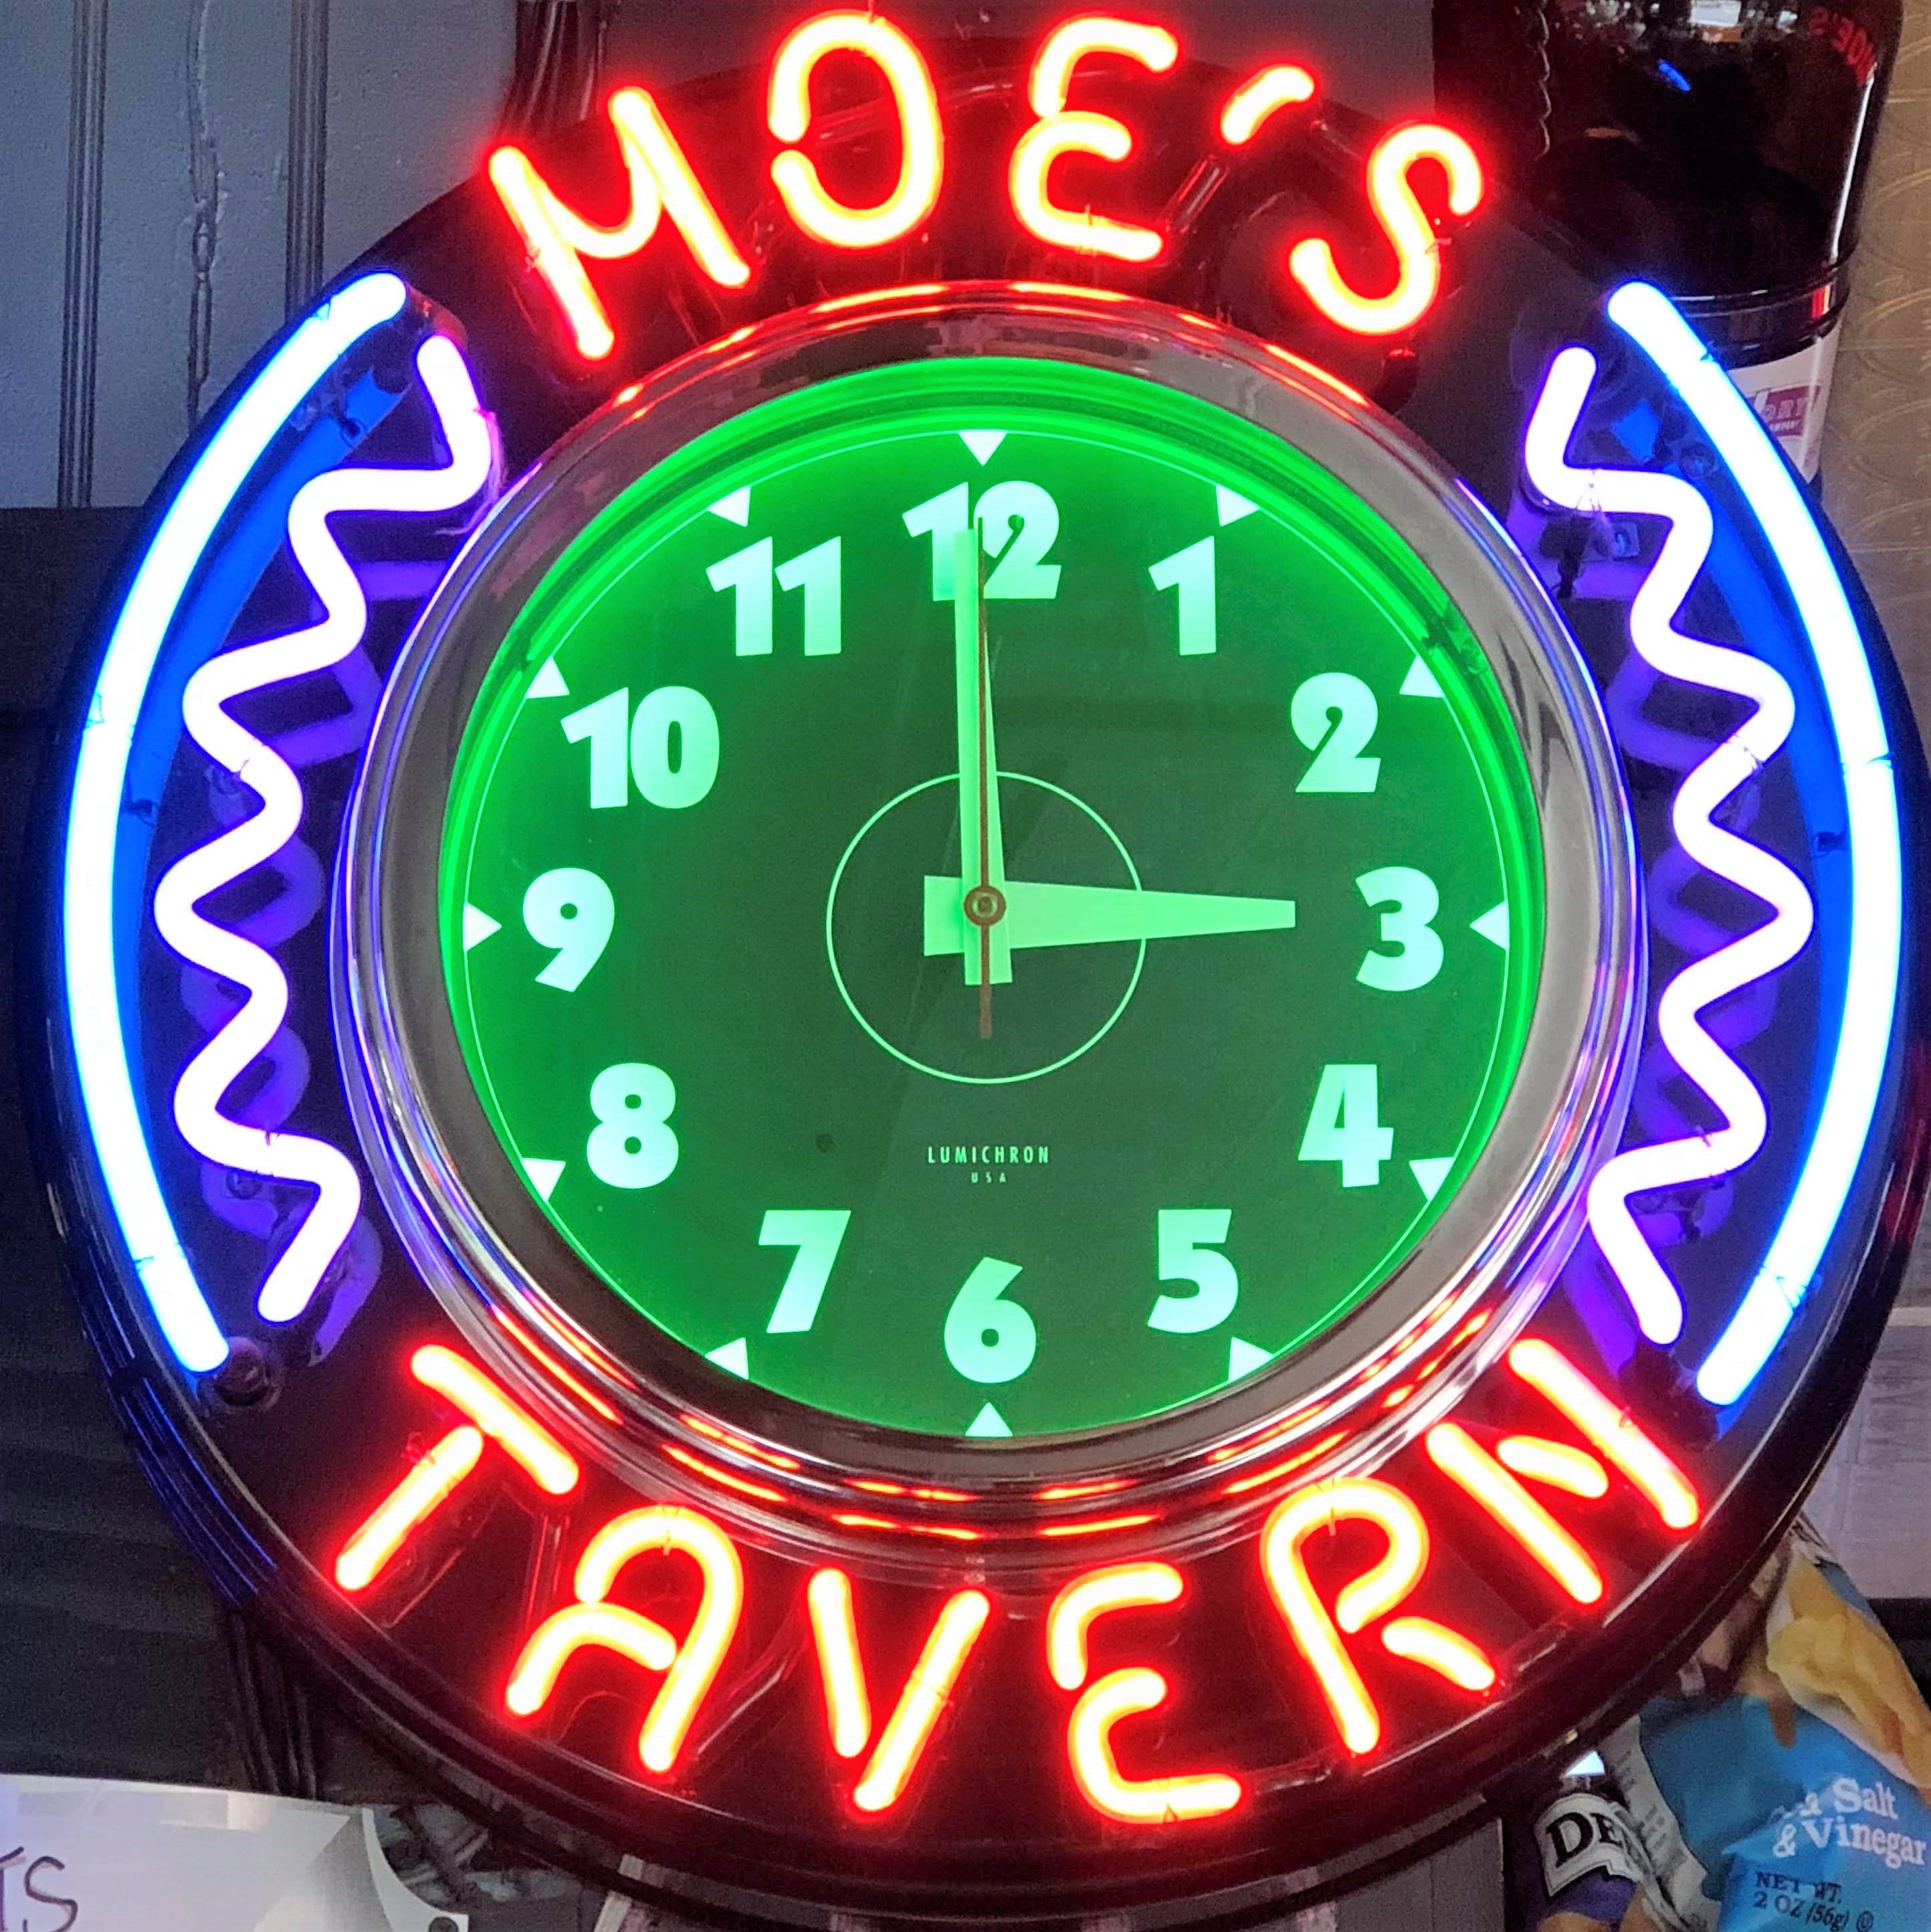 MOE'S
12
1
2
3
4
5
6
7
8
9
10
11
LUMICHRON
USA
TAVERN
Salt
& Vinegar
NET WT.
2 OZ (56g)